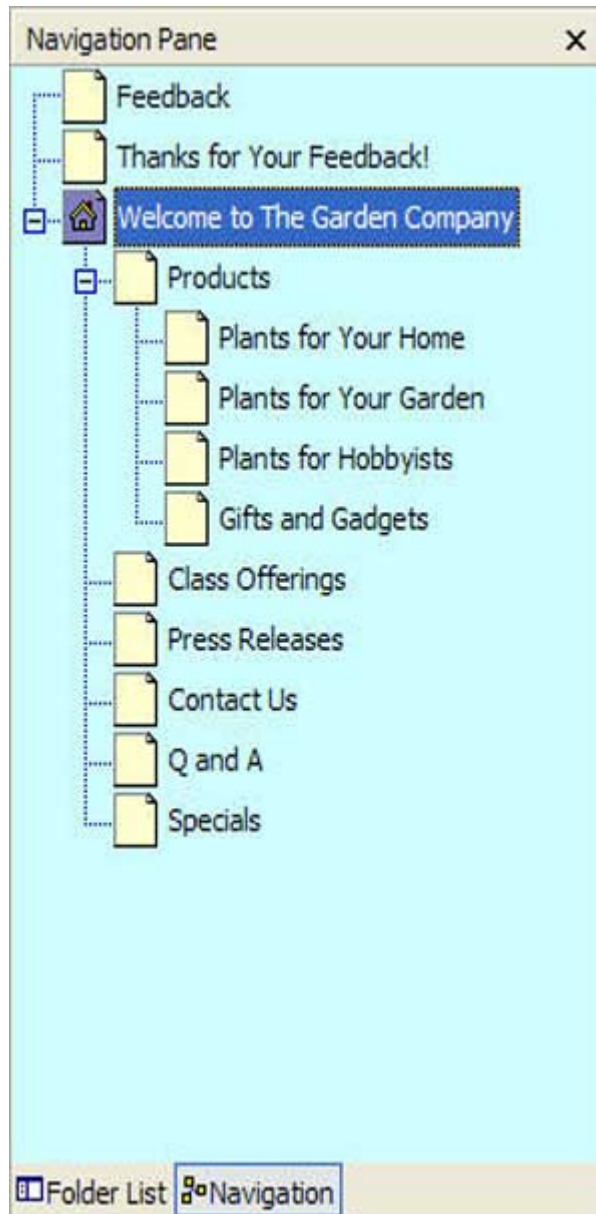 Navigation Pane
Feedback
Thanks for Your Feedback!
Welcome to The Garden Company
Products
Plants for Your Home
Plants for Your Garden
Plants for Hobbyists
Gifts and Gadgets
Class Offerings
Press Releases
Contact Us
Q and A
Specials
Folder List Navigation